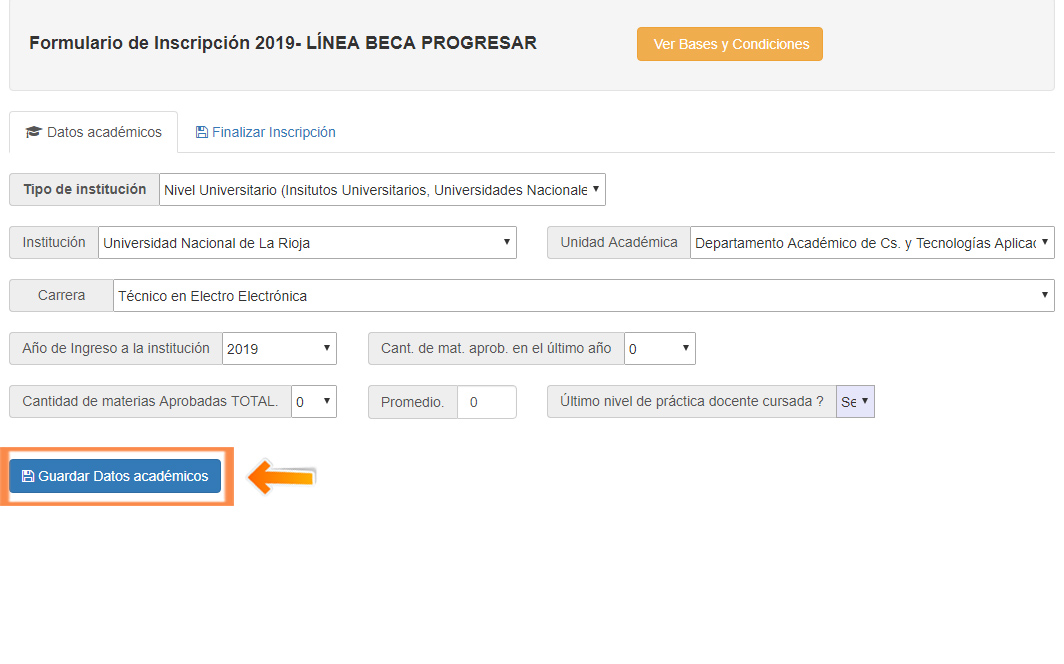 Formulario de Inscripción 2019- LÍNEA BECA PROGRESAR
Ver Bases y Condiciones
Datos académicos
Finalizar Inscripción
Tipo de institución
Nivel Universitario (Insitutos Universitarios, Universidades Nacionale
Institución
Universidad Nacional de La Rioja
Unidad Académica
Departamento Académico de Cs. y Tecnologías Aplicac
Carrera
Técnico en Electro Electrónica
Año de Ingreso a la institución
2019
Cant. de mat. aprob. en el último año
0
Cantidad de materias Aprobadas TOTAL.
0
Promedio.
0
Último nivel de práctica docente cursada ?
Se
Guardar Datos académicos